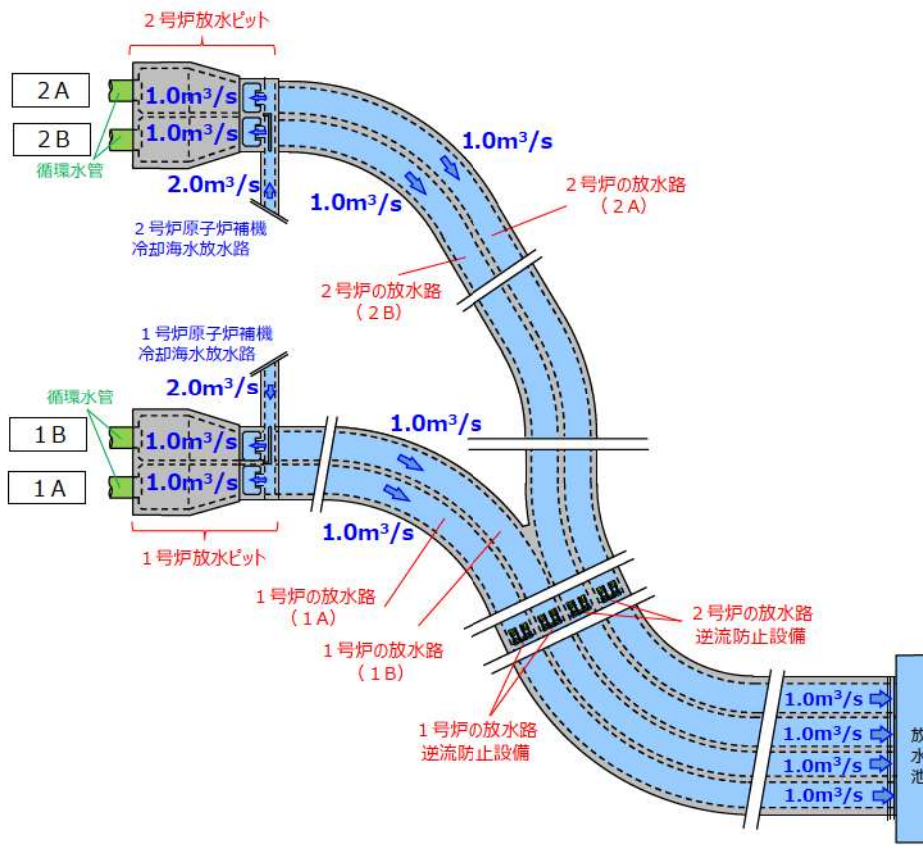 2号炉放水ピット
2A
1.0m³/s
2B
1.0m³/s
循環水管
2.0m³/s
2号炉原子炉補機
冷却海水放水路
1.0m³/s
1.0m³/s
2号炉の放水路
（2A）
2号炉の放水路
（2B）
1号炉原子炉補機
冷却海水放水路
循環水管
2.0m³/s
1B
1.0m³/s
1A
1.0m³/s
1号炉放水ピット
1.0m³/s
1.0m³/s
1号炉の放水路
（1A）
1号炉の放水路
（1B）
2号炉の放水路
逆流防止設備
1号炉の放水路
逆流防止設備
1.0m³/s
1.0m³/s
1.0m³/s
1.0m³/s
放
水
池